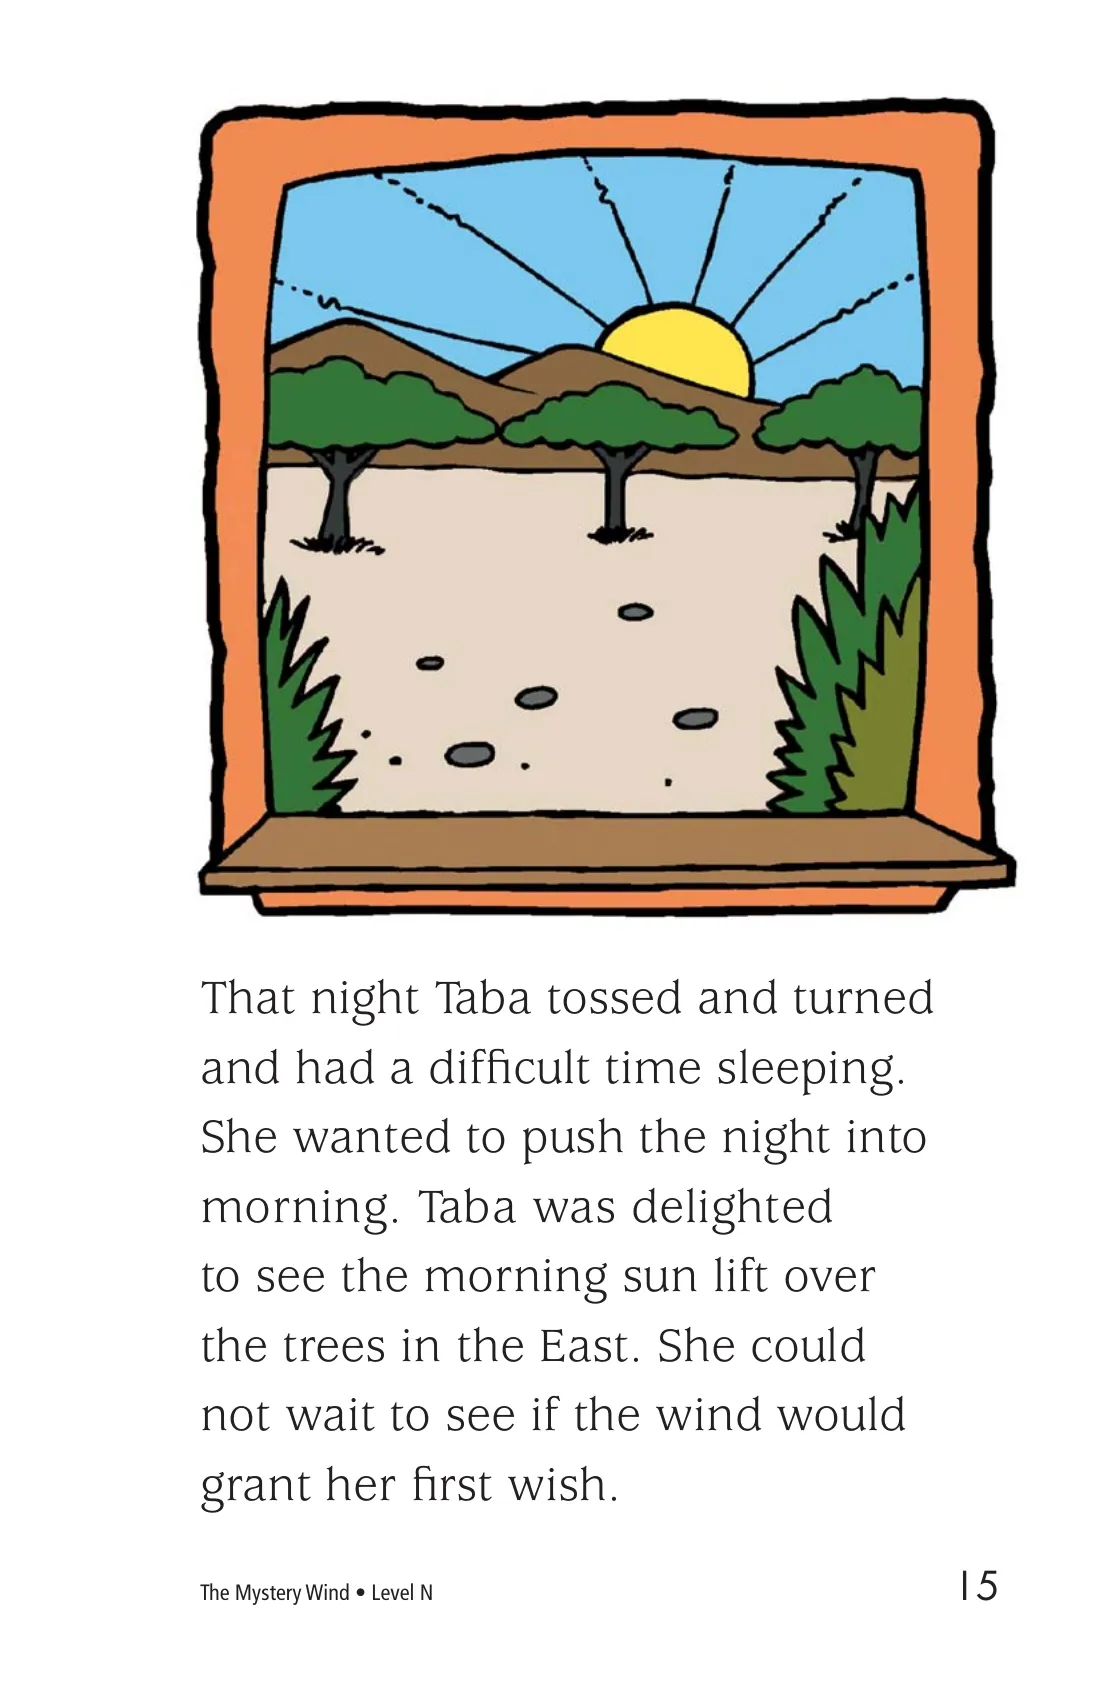 That night Taba tossed and turned
and had a difficult time sleeping.
She wanted to push the night into
morning. Taba was delighted
to see the morning sun lift over
the trees in the East. She could
not wait to see if the wind would
grant her first wish.
The Mystery Wind • Level N
15